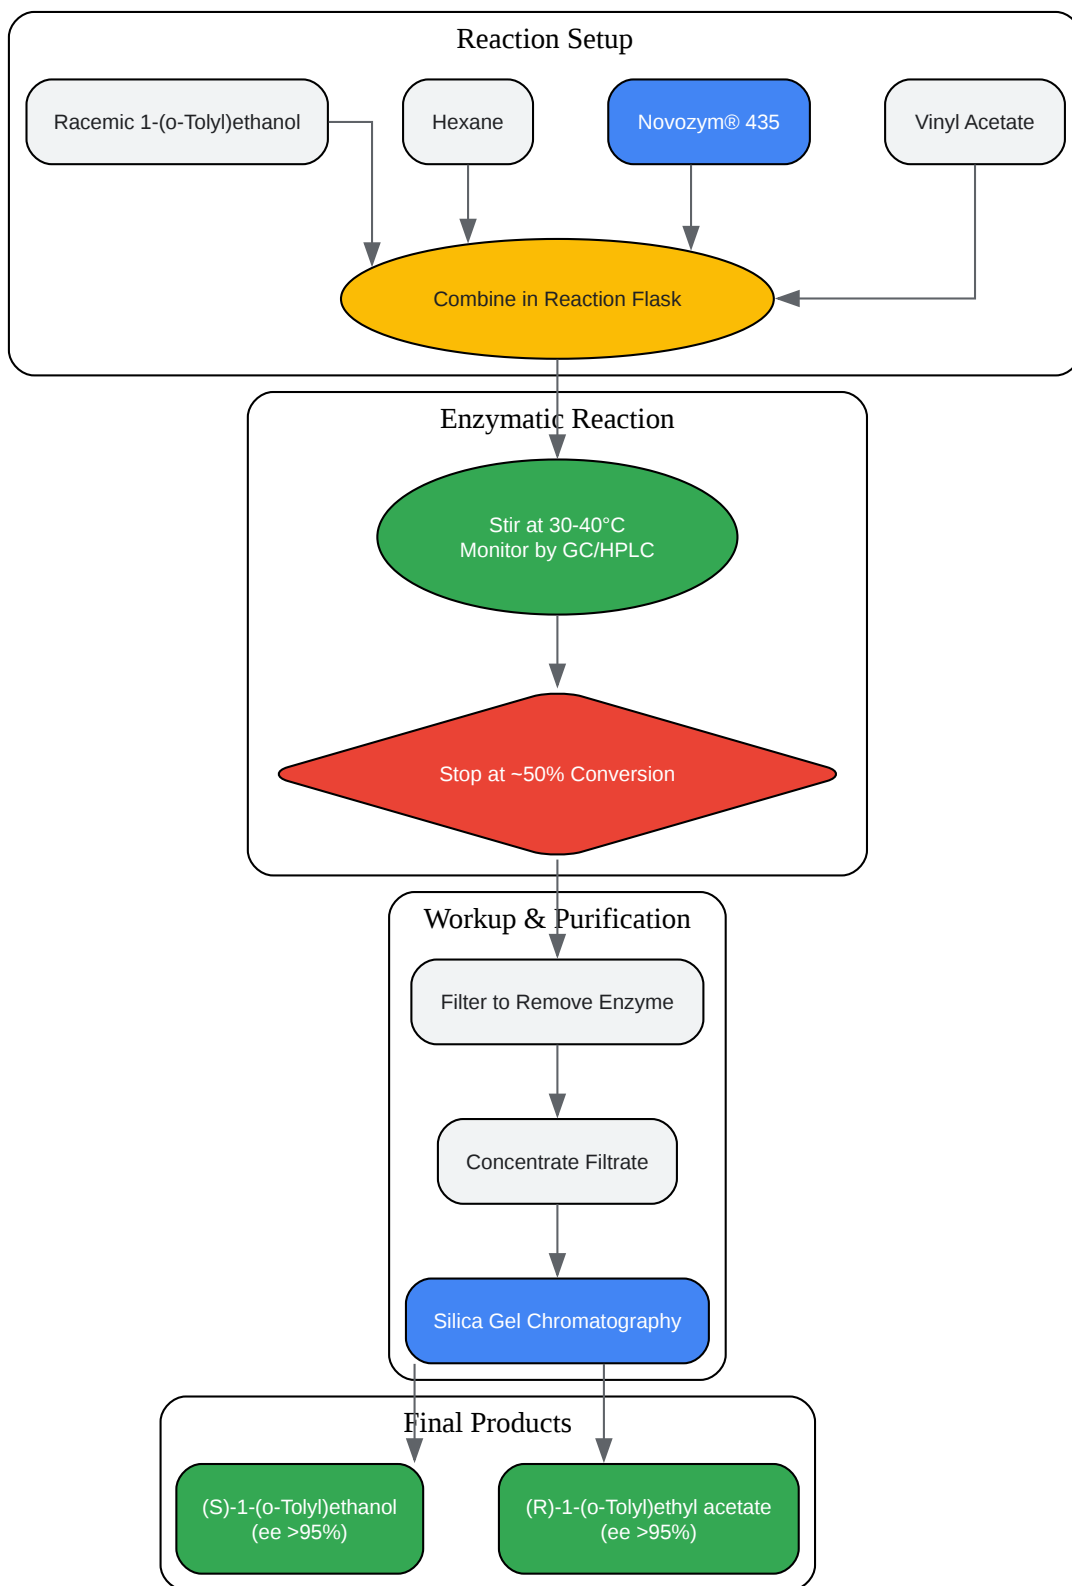 Reaction Setup
Racemic 1-(o-Tolyl)ethanol
Hexane
Novozym® 435
Vinyl Acetate
Combine in Reaction Flask
Enzymatic Reaction
Stir at 30-40°C
Monitor by GC/HPLC
Stop at ~50% Conversion
Workup & Purification
Filter to Remove Enzyme
Concentrate Filtrate
Silica Gel Chromatography
Final Products
(S)-1-(o-Tolyl)ethanol
(ee >95%)
(R)-1-(o-Tolyl)ethyl acetate
(ee >95%)